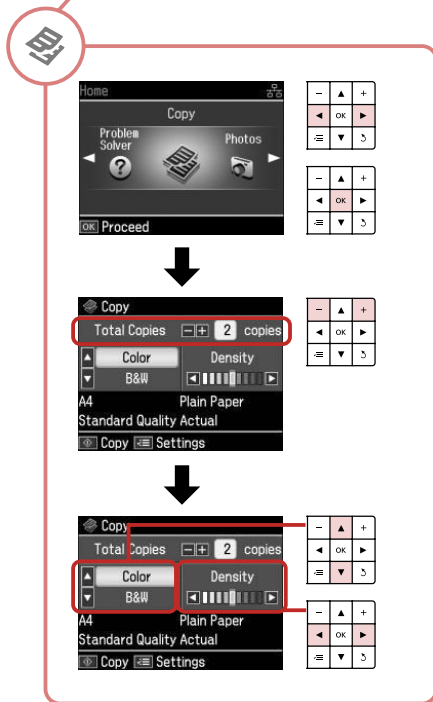 Home
Copy
Problem
Solver
Photos
OK Proceed
- ▲ +
◄ OK ►
▼
- ▲ +
◄ OK ►
▼
Copy
Total Copies - + 2 copies
Color Density
B&W
A4 Plain Paper
Standard Quality Actual
Copy Settings
- ▲ +
◄ OK ►
▼
Copy
Total Copies - + 2 copies
Color Density
B&W
A4 Plain Paper
Standard Quality Actual
Copy Settings
- ▲ +
◄ OK ►
▼
- ▲ +
◄ OK ►
▼